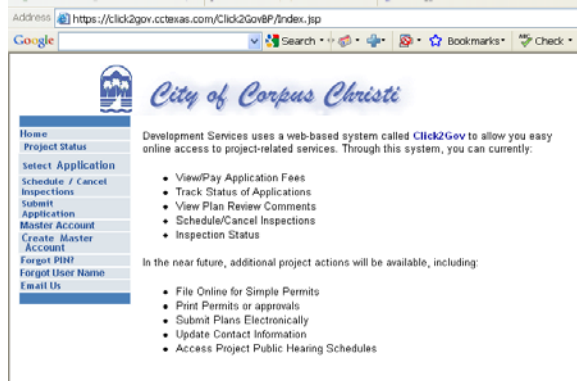 Address https://click2gov.cctexas.com/Click2GovBP/Index.jsp
Google Search Bookmarks Check
City of Corpus Christi
Home
Project Status
Select Application
Schedule / Cancel
Inspections
Submit
Application
Master Account
Create Master
Account
Forgot PIN?
Forgot User Name
Email Us
Development Services uses a web-based system called Click2Gov to allow you easy
online access to project-related services. Through this system, you can currently:
• View/Pay Application Fees
• Track Status of Applications
• View Plan Review Comments
• Schedule/Cancel Inspections
• Inspection Status
In the near future, additional project actions will be available, including:
• File Online for Simple Permits
• Print Permits or approvals
• Submit Plans Electronically
• Update Contact Information
• Access Project Public Hearing Schedules